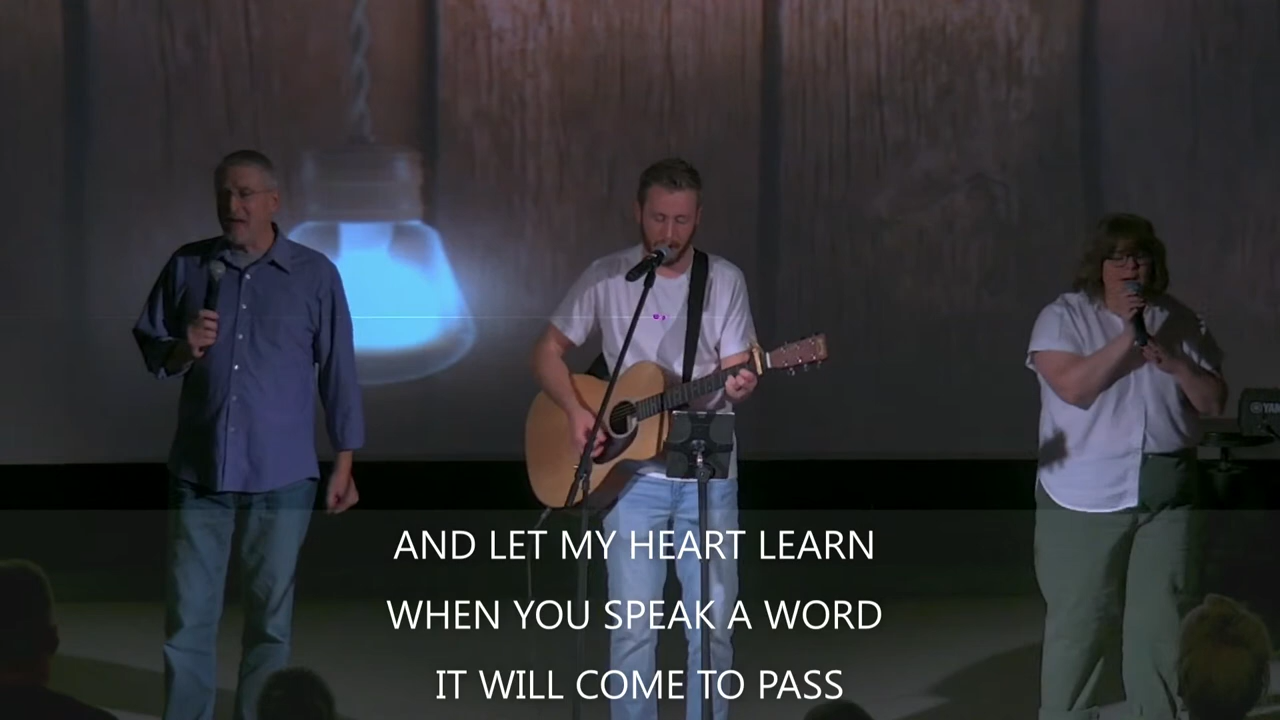 AND LET MY HEART LEARN
WHEN YOU SPEAK A WORD
IT WILL COME TO PASS